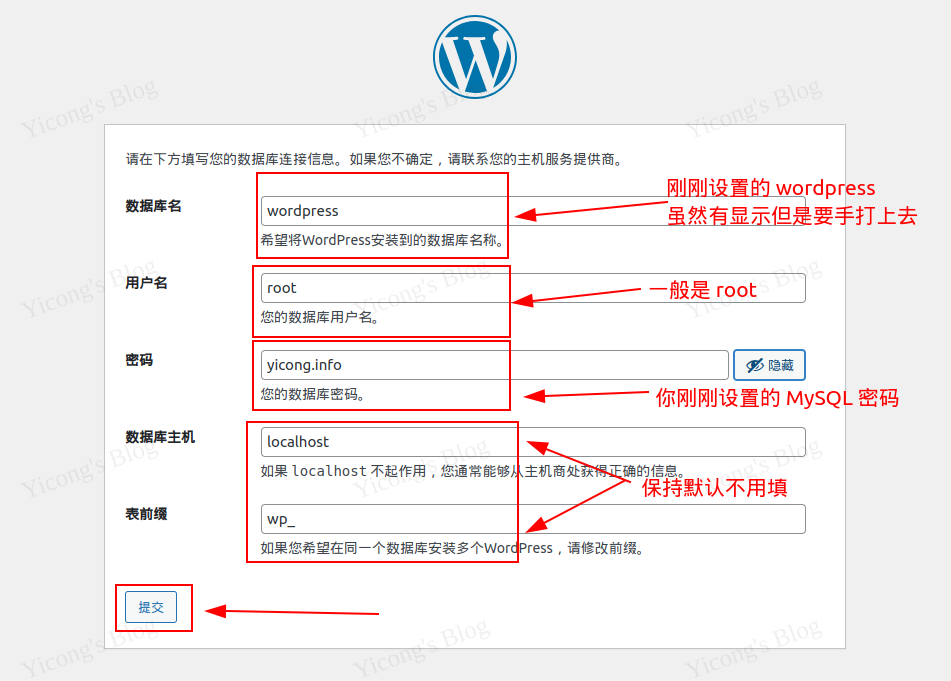 Yicong's Blog
Yicong's Blog
Yicong's Blog
请在下方填写您的数据库连接信息。如果您不确定，请联系您的主机服务提供商。
数据库名
wordpress
希望将WordPress安装到的数据库名称。
刚刚设置的 wordpress
虽然有显示但是要手打上去
Yicong's Blog
Yicong's Blog
Yicong's Blog
用户名
root
您的数据库用户名。
一般是 root
密码
yicong.info
隐藏
您的数据库密码。
你刚刚设置的 MySQL 密码
数据库主机
localhost
如果 localhost 不起作用，您通常能够从主机商处获得正确的信息。
Yicong's Blog
Yicong's Blog
Yicong's Blog
保持默认不用填
表前缀
wp_
如果您希望在同一个数据库安装多个WordPress，请修改前缀。
提交
Yicong's Blog
Yicong's Blog
Yicong's Blog